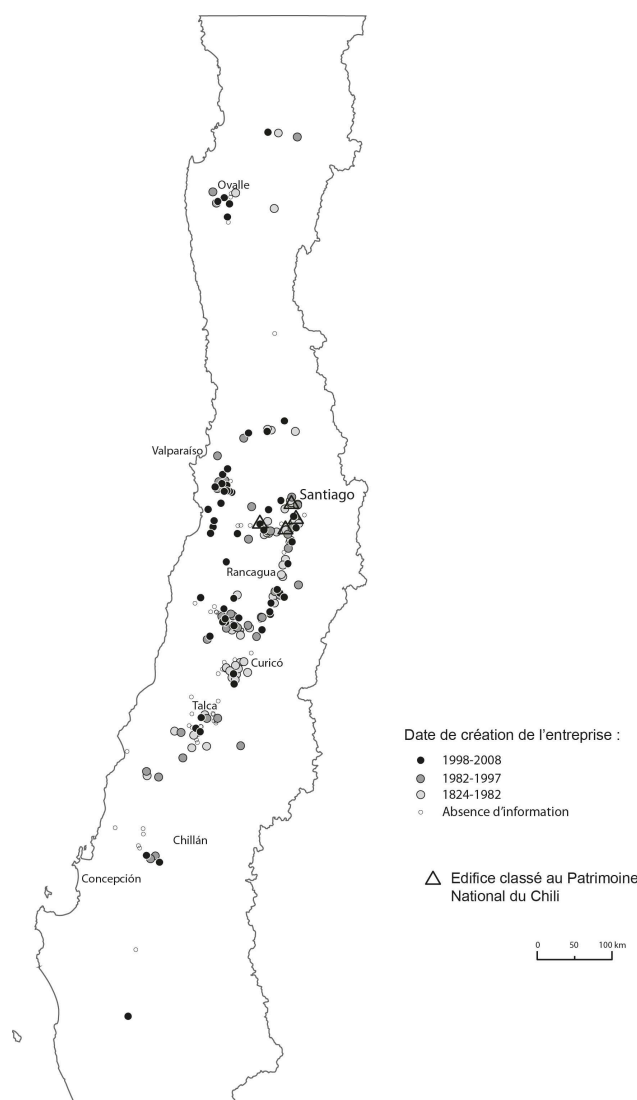 Ovalle
Valparaíso
Santiago
Rancagua
Curicó
Talca
Chillán
Concepción
Date de création de l'entreprise :
1998-2008
1982-1997
1824-1982
Absence d'information
Edifice classé au Patrimoine
National du Chili
0 50 100 km